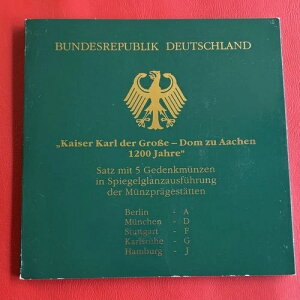 BUNDESREPUBLIK DEUTSCHLAND
„Kaiser Karl der Große – Dom zu Aachen
1200 Jahre“
Satz mit 5 Gedenkmünzen
in Spiegelglanzausführung
der Münzprägestätten
Berlin - A
München - D
Stuttgart - F
Karlsruhe - G
Hamburg - J